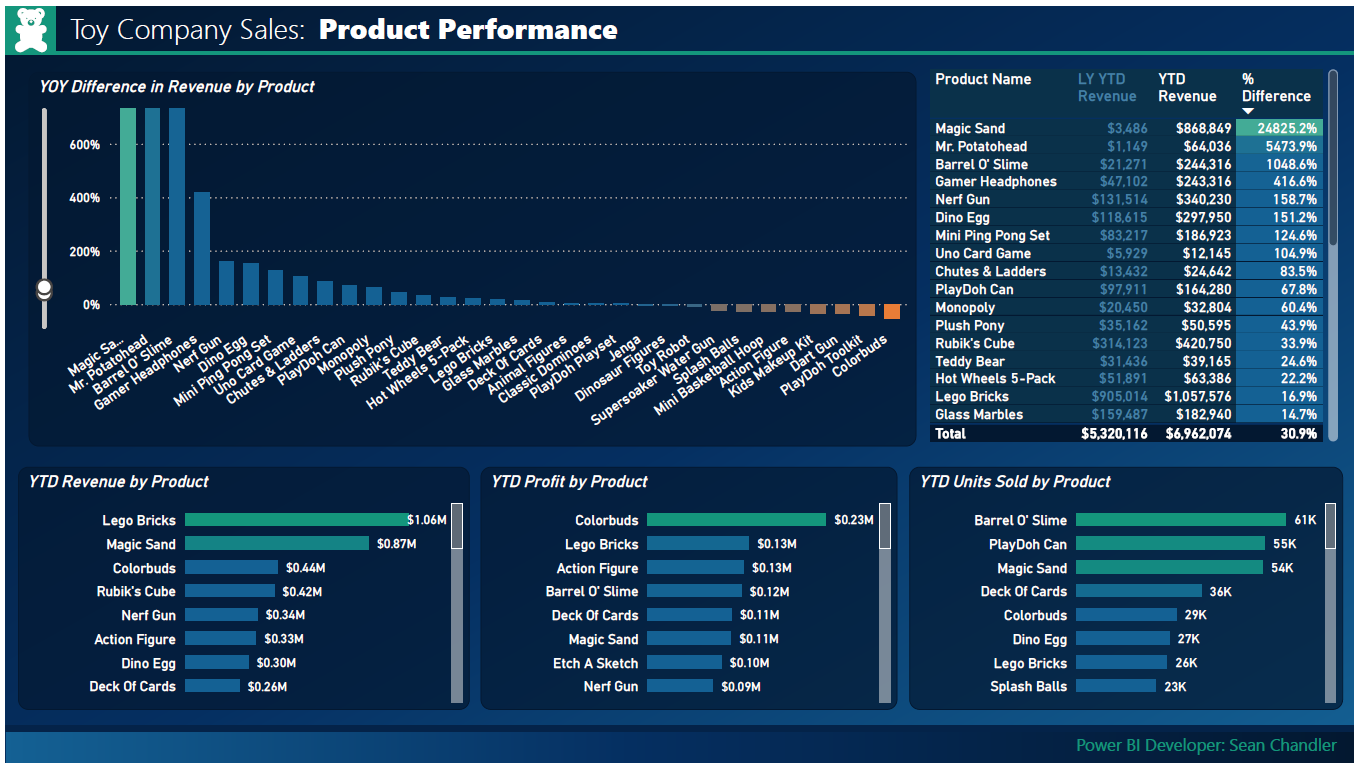 Toy Company Sales: Product Performance
YOY Difference in Revenue by Product
600%
400%
200%
0%
Magic Sa...
Mr. Potatohead
Barrel O' Slime
Gamer Headphones
Nerf Gun
Dino Egg
Mini Ping Pong Set
Uno Card Game
Chutes & Ladders
PlayDoh Can
Monopoly
Plush Pony
Rubik's Cube
Teddy Bear
Hot Wheels 5-Pack
Lego Bricks
Glass Marbles
Deck Of Cards
Animal Figures
Classic Dominoes
PlayDoh Playset
Jenga
Dinosaur Figures
Toy Robot
Supersoaker Water Gun
Splash Balls
Mini Basketball Hoop
Action Figure
Kids Makeup Kit
Dart Gun
PlayDoh Toolkit
Colorbuds
Product Name LY YTD Revenue YTD Revenue % Difference
Magic Sand $3,486 $868,849 24825.2%
Mr. Potatohead $1,149 $64,036 5473.9%
Barrel O' Slime $21,271 $244,316 1048.6%
Gamer Headphones $47,102 $243,316 416.6%
Nerf Gun $131,514 $340,230 158.7%
Dino Egg $118,615 $297,950 151.2%
Mini Ping Pong Set $83,217 $186,923 124.6%
Uno Card Game $5,929 $12,145 104.9%
Chutes & Ladders $13,432 $24,642 83.5%
PlayDoh Can $97,911 $164,280 67.8%
Monopoly $20,450 $32,804 60.4%
Plush Pony $35,162 $50,595 43.9%
Rubik's Cube $314,123 $420,750 33.9%
Teddy Bear $31,436 $39,165 24.6%
Hot Wheels 5-Pack $51,891 $63,386 22.2%
Lego Bricks $905,014 $1,057,576 16.9%
Glass Marbles $159,487 $182,940 14.7%
Total $5,320,116 $6,962,074 30.9%
YTD Revenue by Product
Lego Bricks $1.06M
Magic Sand $0.87M
Colorbuds $0.44M
Rubik's Cube $0.42M
Nerf Gun $0.34M
Action Figure $0.33M
Dino Egg $0.30M
Deck Of Cards $0.26M
YTD Profit by Product
Colorbuds $0.23M
Lego Bricks $0.13M
Action Figure $0.13M
Barrel O' Slime $0.12M
Deck Of Cards $0.11M
Magic Sand $0.11M
Etch A Sketch $0.10M
Nerf Gun $0.09M
YTD Units Sold by Product
Barrel O' Slime 61K
PlayDoh Can 55K
Magic Sand 54K
Deck Of Cards 36K
Colorbuds 29K
Dino Egg 27K
Lego Bricks 26K
Splash Balls 23K
Power BI Developer: Sean Chandler